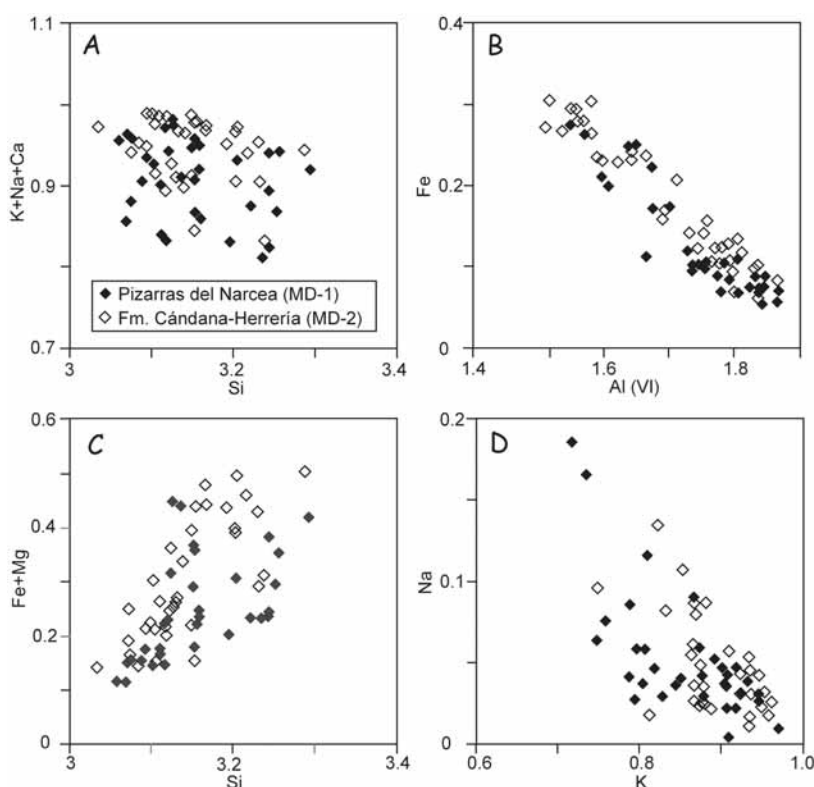 A
1.1
K+Na+Ca
0.9
0.7
3
3.2
3.4
Si
◆ Pizarras del Narcea (MD-1)
◇ Fm. Cándana-Herrería (MD-2)
B
0.4
Fe
0.2
0
1.4
1.6
1.8
Al (VI)
C
0.6
Fe+Mg
0.4
0.2
0
3
3.2
3.4
Si
D
0.2
Na
0.1
0
0.6
0.8
1.0
K